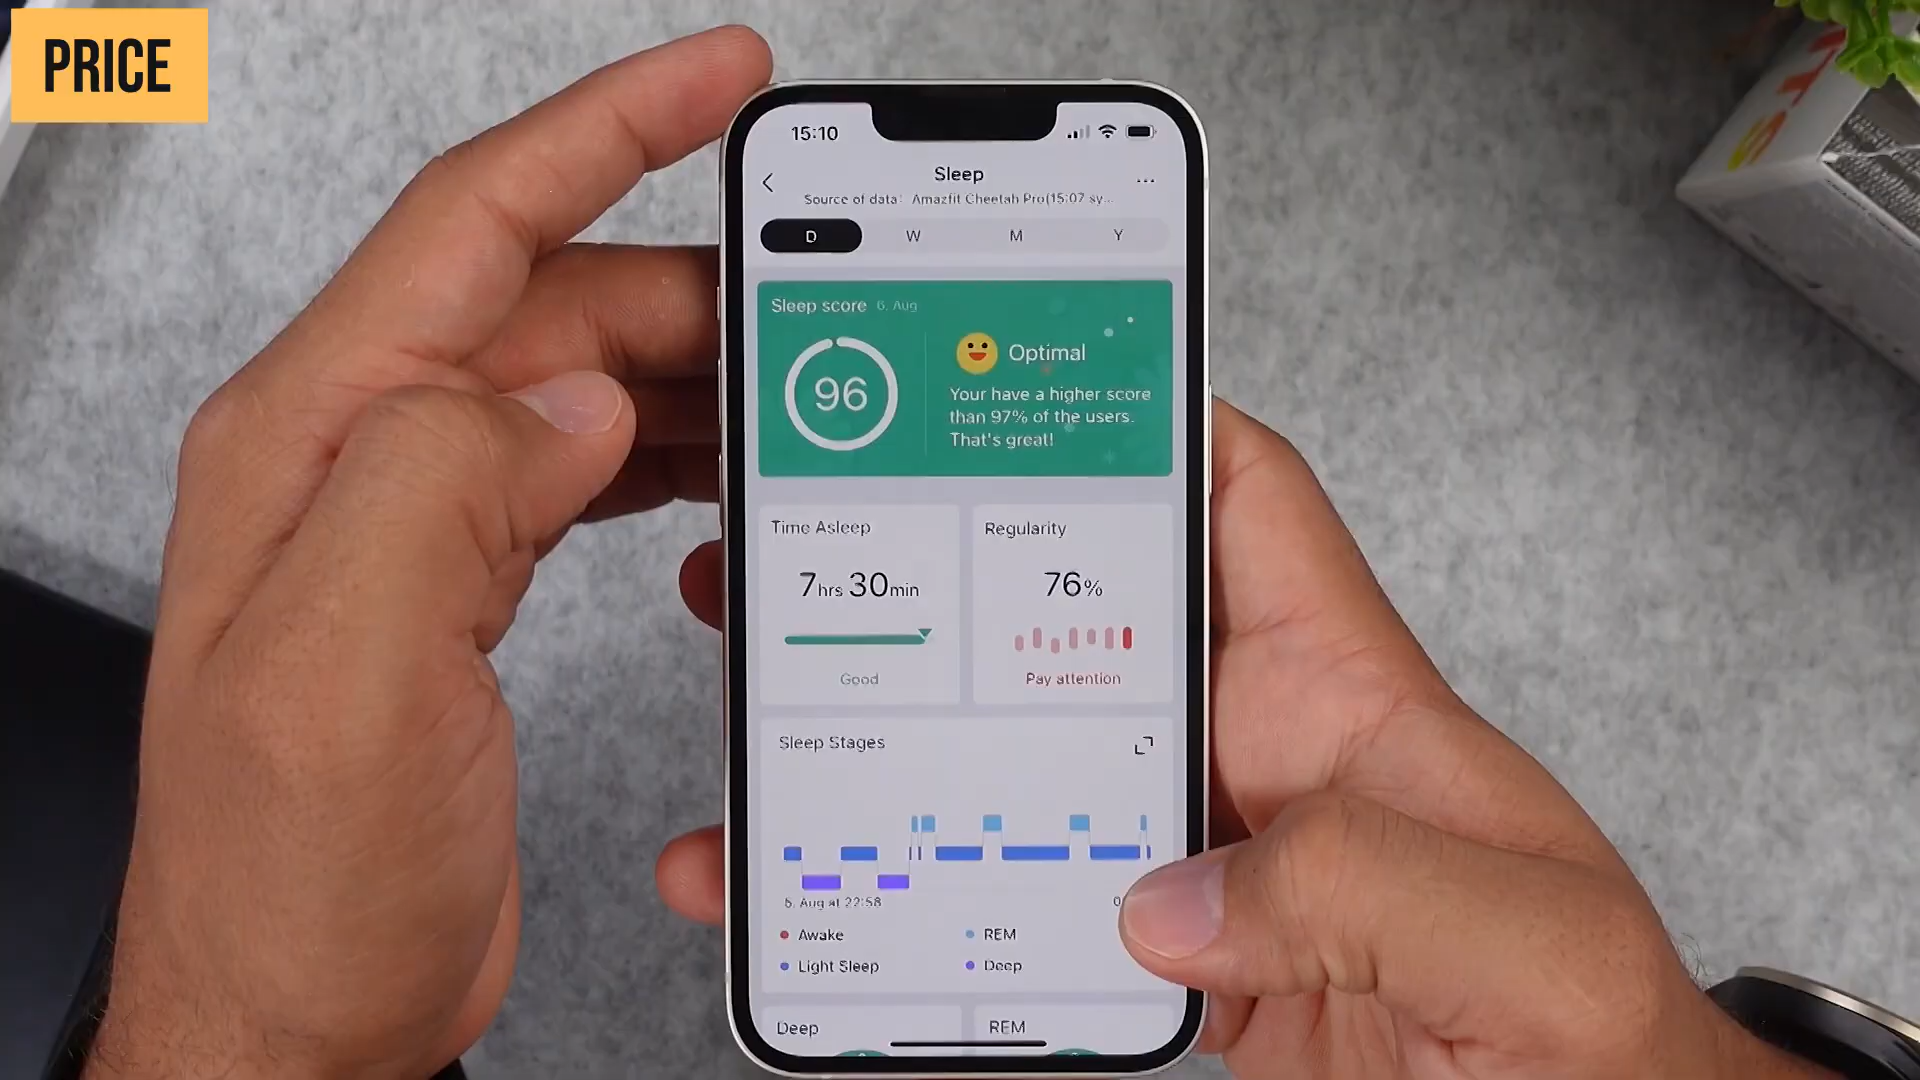 PRICE
15:10
Sleep
Source of data: Amazfit Cheetah Pro(15:07 sy...
D W M Y
Sleep score 6. Aug
96
Optimal
Your have a higher score
than 97% of the users.
That's great!
Time Asleep
7hrs 30min
Good
Regularity
76%
Pay attention
Sleep Stages
5. Aug at 22:58
Awake
REM
Light Sleep
Deep
Deep
REM